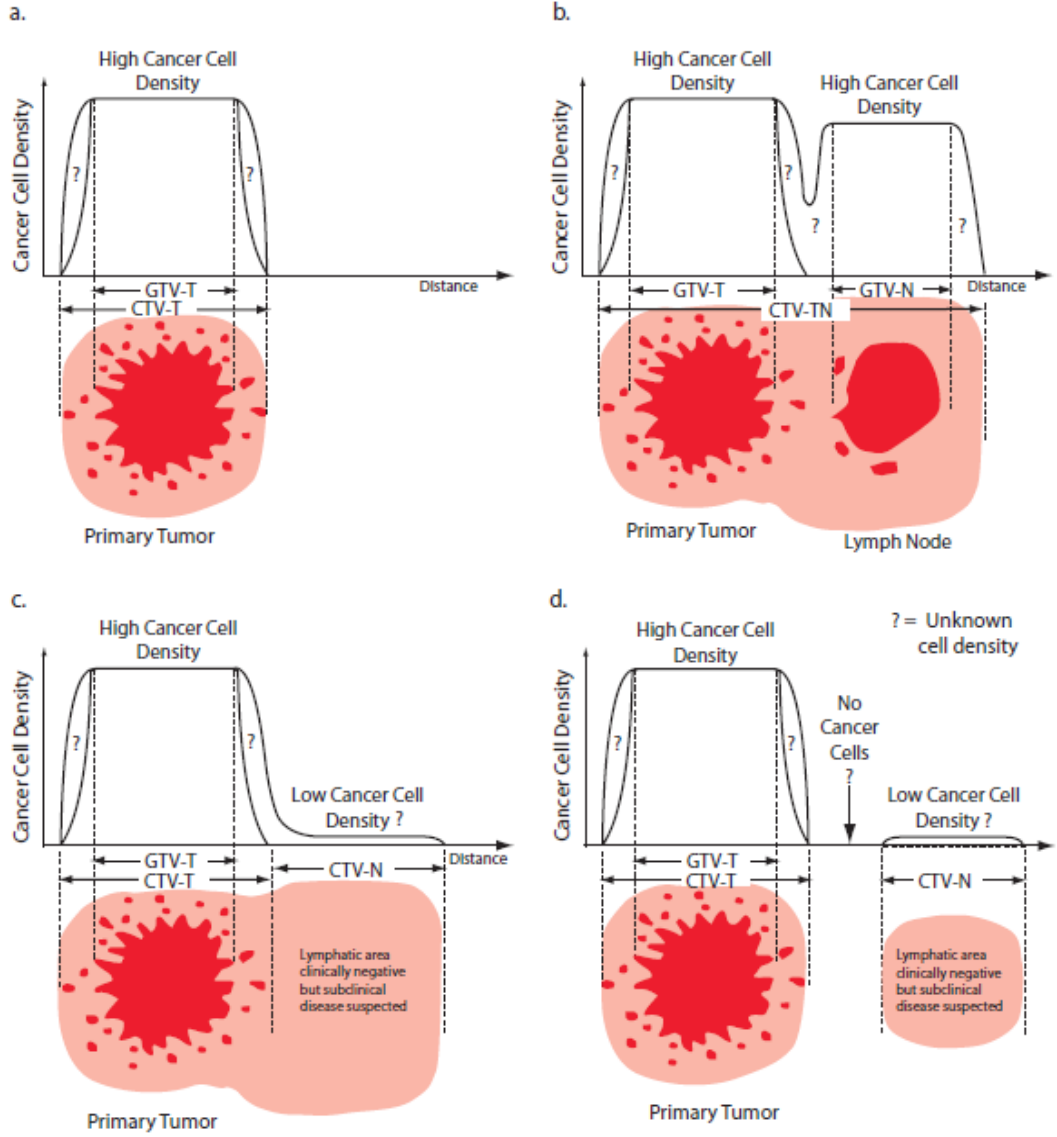 a.
High Cancer Cell
Density
Cancer Cell Density
?
?
GTV-T
CTV-T
Distance
Primary Tumor
b.
High Cancer Cell
Density
High Cancer Cell
Density
Cancer Cell Density
?
?
?
?
GTV-T
GTV-N
Distance
CTV-TN
Primary Tumor
Lymph Node
c.
High Cancer Cell
Density
Cancer Cell Density
?
?
Low Cancer Cell
Density ?
GTV-T
CTV-T
CTV-N
Distance
Lymphatic area
clinically negative
but subclinical
disease suspected
Primary Tumor
d.
? = Unknown
cell density
High Cancer Cell
Density
Cancer Cell Density
?
?
No
Cancer
Cells
?
Low Cancer Cell
Density ?
GTV-T
CTV-T
CTV-N
Lymphatic area
clinically negative
but subclinical
disease suspected
Primary Tumor